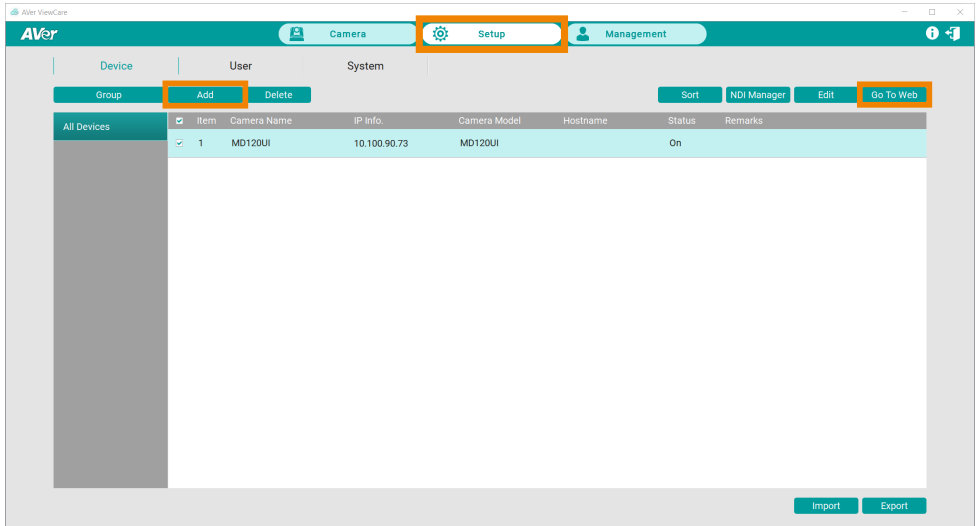 AVer ViewCare
AVer Camera Setup Management
Device User System
Group Add Delete Sort NDI Manager Edit Go To Web
All Devices
Item Camera Name IP Info. Camera Model Hostname Status Remarks
1 MD120UI 10.100.90.73 MD120UI On
Import Export